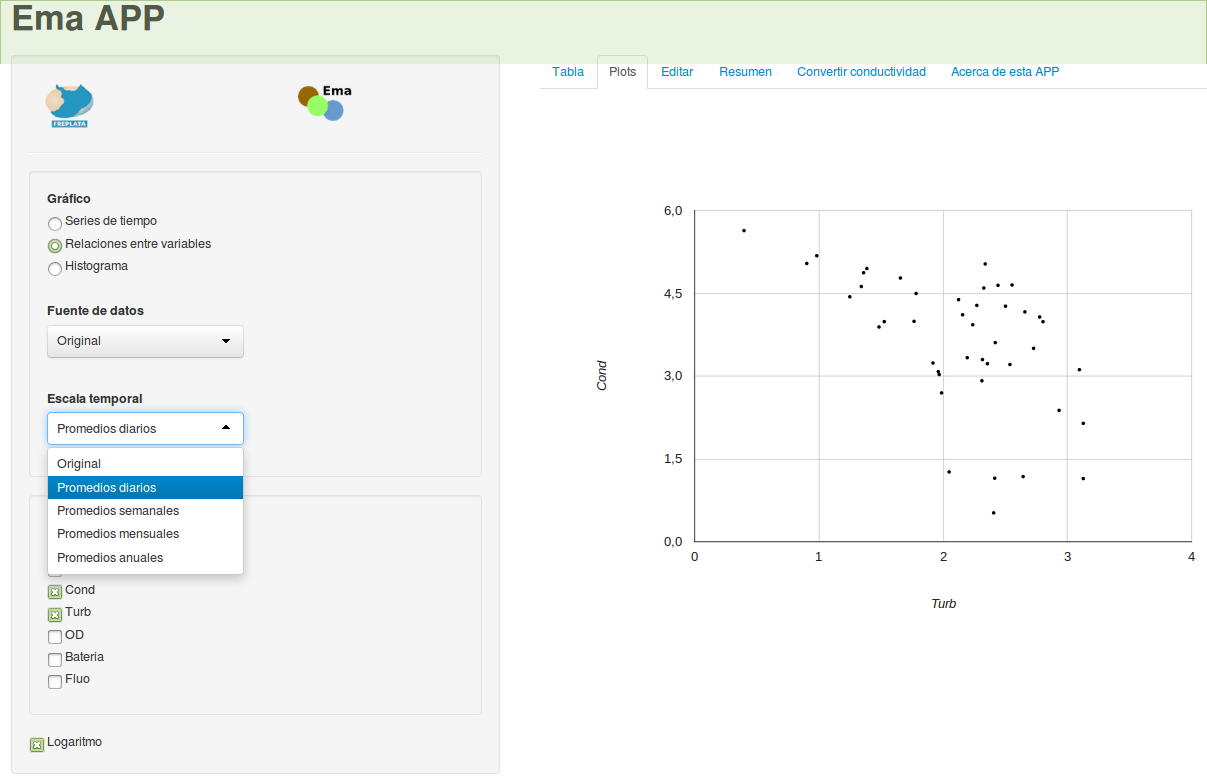 Ema APP
FREPLATA
Ema
Gráfico
Series de tiempo
Relaciones entre variables
Histograma
Fuente de datos
Original
Escala temporal
Promedios diarios
Original
Promedios diarios
Promedios semanales
Promedios mensuales
Promedios anuales
Cond
Turb
OD
Bateria
Fluo
Logaritmo
Tabla Plots Editar Resumen Convertir conductividad Acerca de esta APP
6,0
4,5
3,0
1,5
0,0
Cond
0 1 2 3 4
Turb